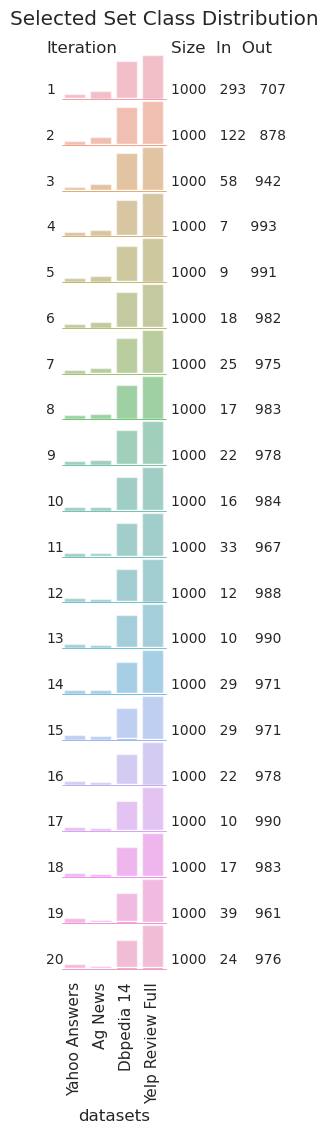 Selected Set Class Distribution
Iteration Size In Out
1 1000 293 707
2 1000 122 878
3 1000 58 942
4 1000 7 993
5 1000 9 991
6 1000 18 982
7 1000 25 975
8 1000 17 983
9 1000 22 978
10 1000 16 984
11 1000 33 967
12 1000 12 988
13 1000 10 990
14 1000 29 971
15 1000 29 971
16 1000 22 978
17 1000 10 990
18 1000 17 983
19 1000 39 961
20 1000 24 976
Yahoo Answers
Ag News
Dbpedia 14
Yelp Review Full
datasets